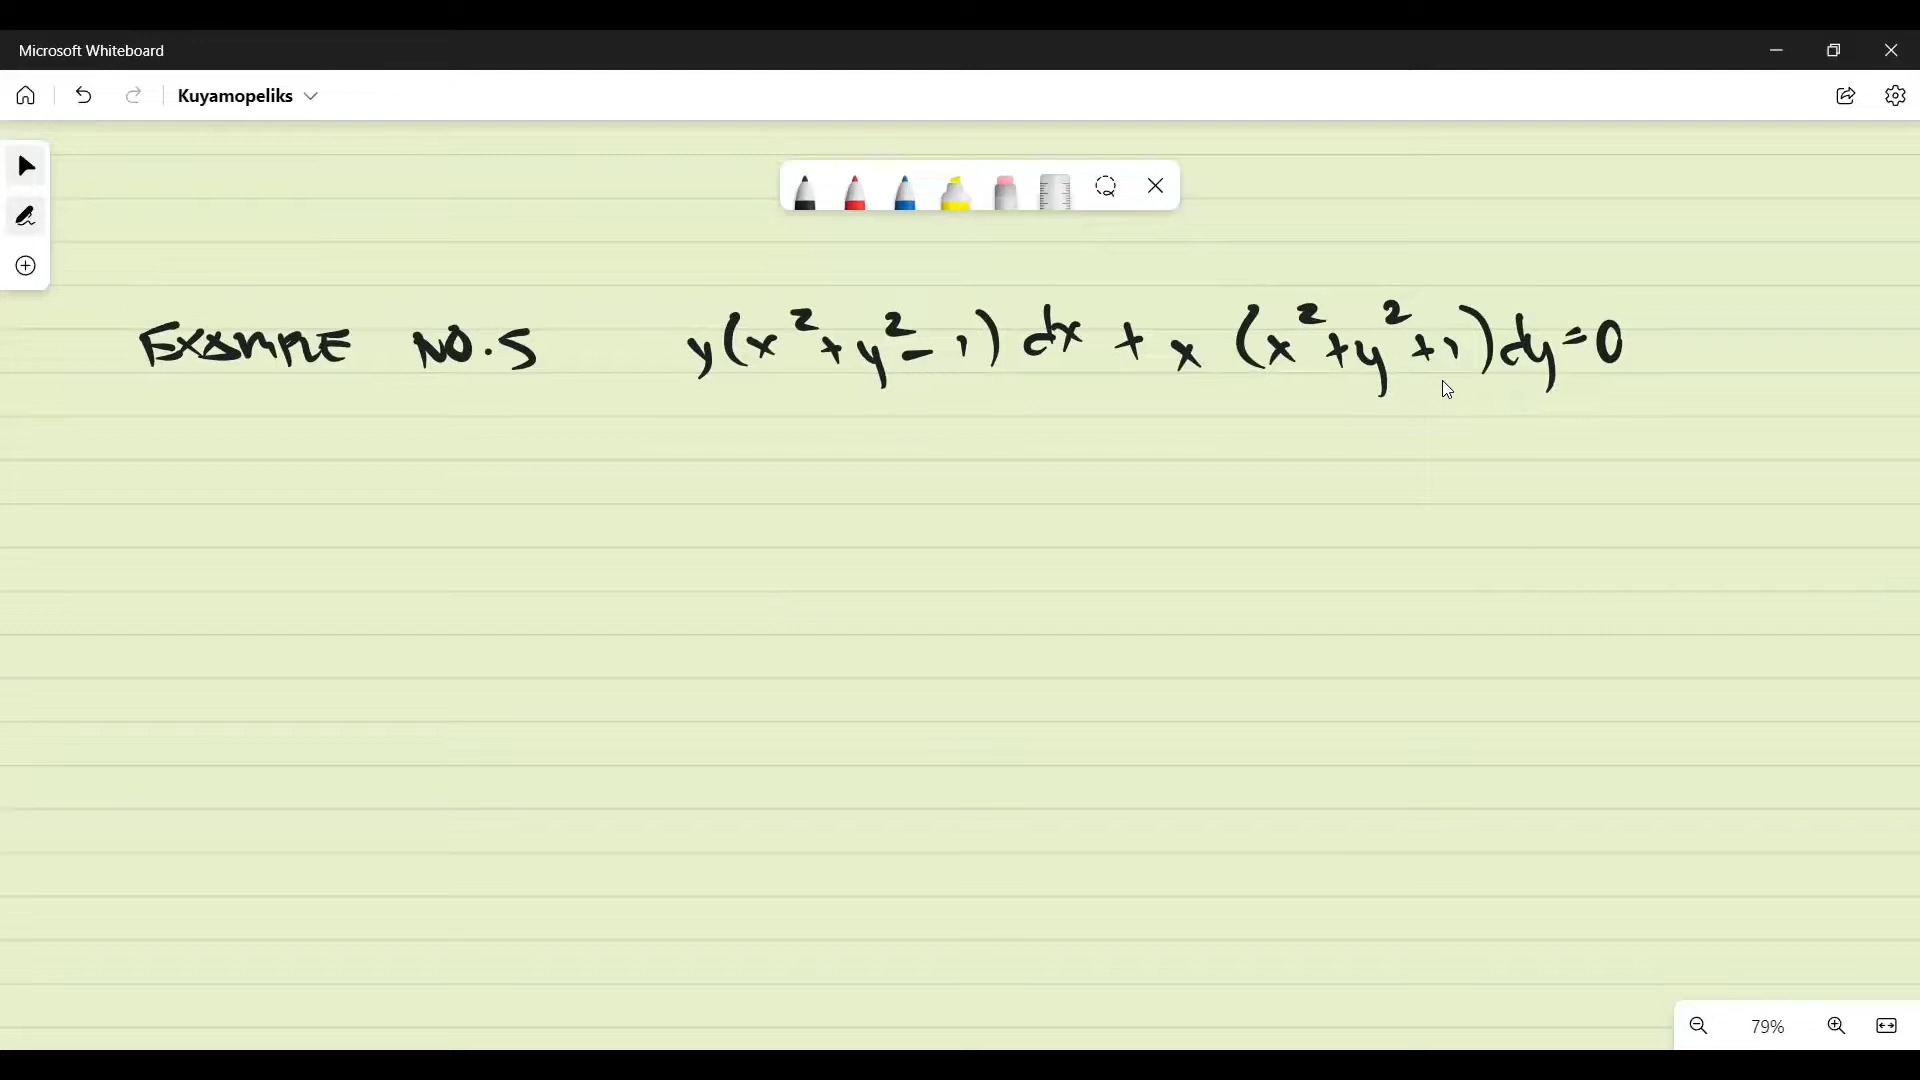 Microsoft Whiteboard
Kuyamopeliks
EXAMPLE NO.5 y(x²+y²-1)dx + x(x²+y²+1)dy=0
79%